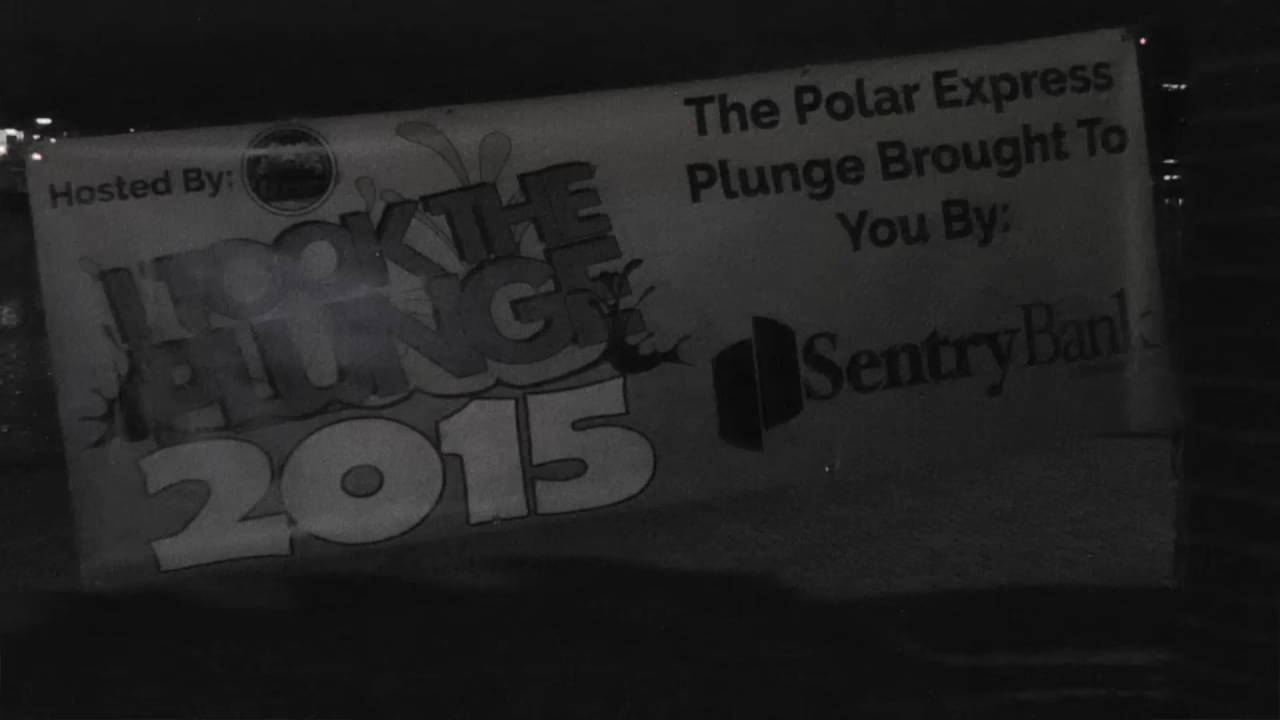 Hosted By:
I TOOK THE
PLUNGE
2015
The Polar Express
Plunge Brought To
You By:
SentryBank